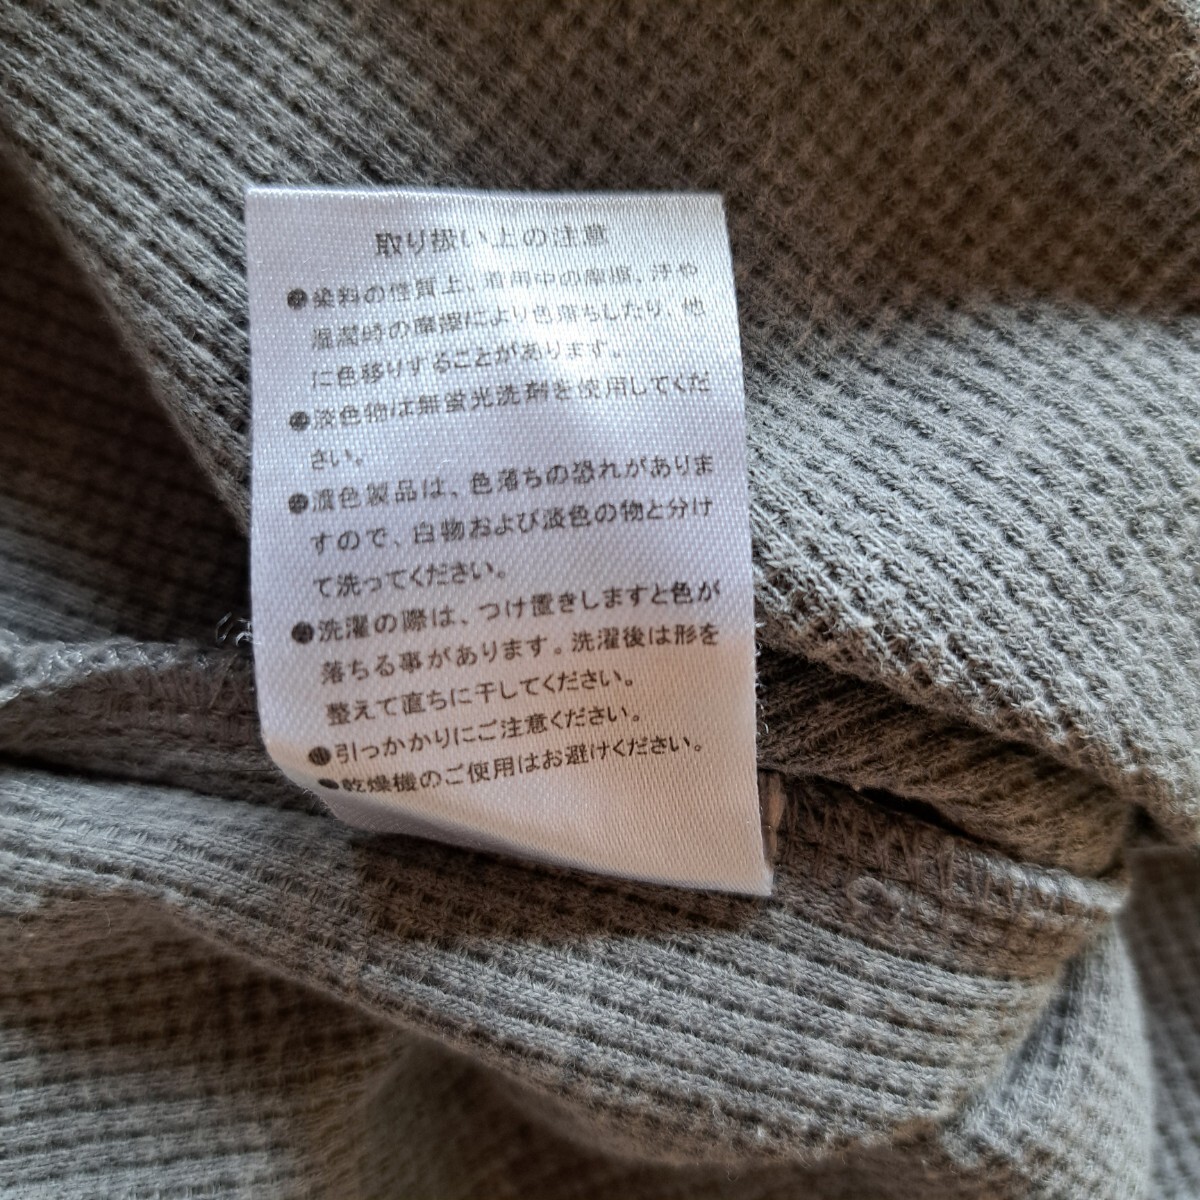 取り扱い上の注意
●染料の性質上、着用中の摩擦、汗や
湿潤時の摩擦により色落ちしたり、他
に色移りすることがあります。
●淡色物は無蛍光洗剤を使用してくだ
さい。
●濃色製品は、色落ちの恐れがありま
すので、白物および淡色の物と分け
て洗ってください。
●洗濯の際は、つけ置きしますと色が
落ちる事があります。洗濯後は形を
整えて直ちに干してください。
●引っかかりにご注意ください。
●乾燥機のご使用はお避けください。